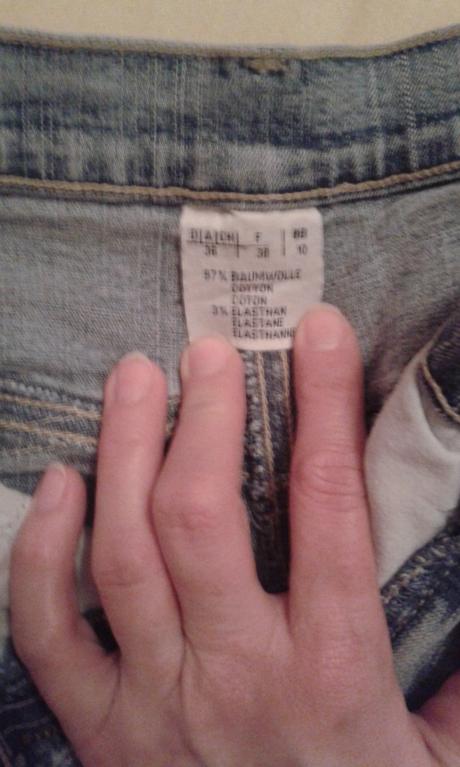 D|A|CH| F | GB
36 38 10
97% BAUMWOLLE
COTTON
COTON
3% ELASTHAN
ELASTANE
ELASTHANNE